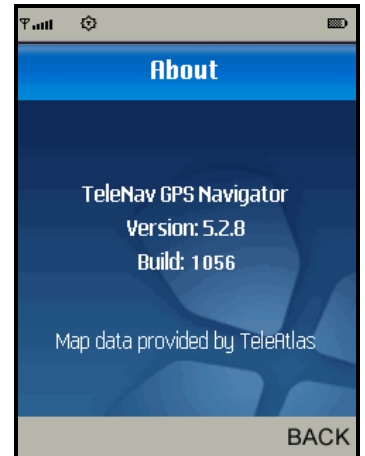 About
TeleNav GPS Navigator
Version: 5.2.8
Build: 1056
Map data provided by TeleAtlas
BACK